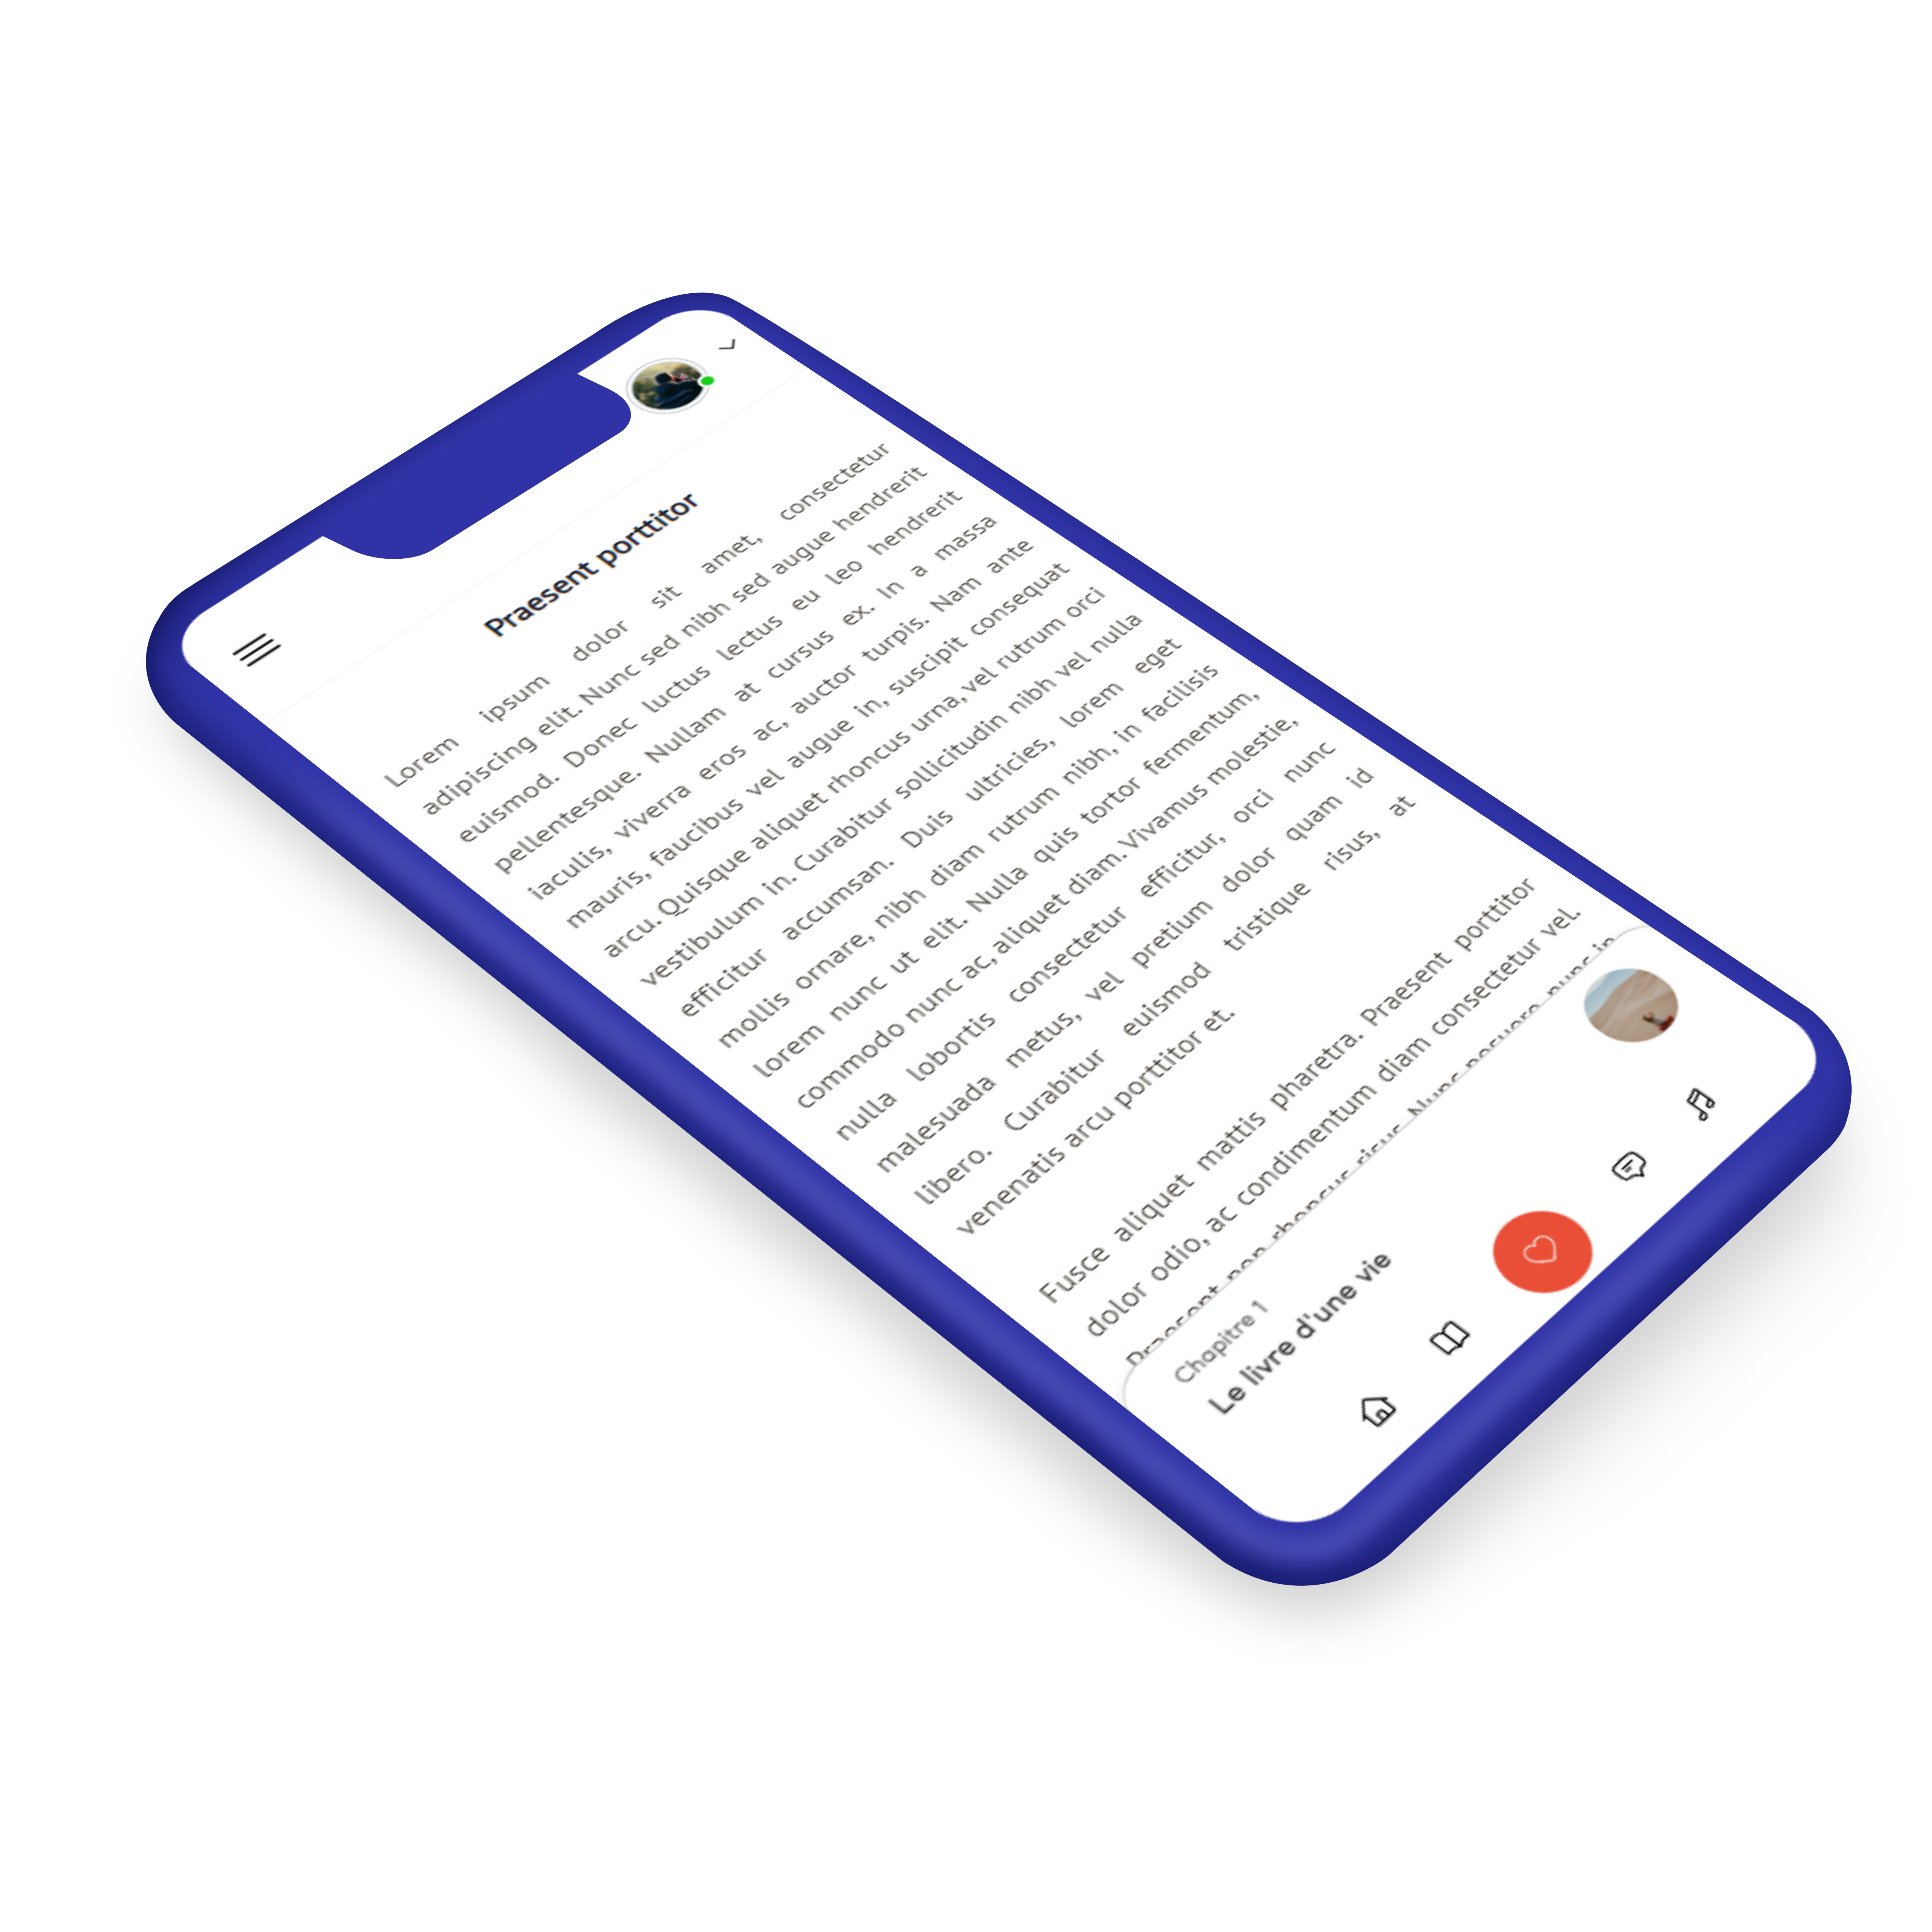 Praesent porttitor
Lorem ipsum dolor sit amet, consectetur
adipiscing elit. Nunc sed nibh sed augue hendrerit
euismod. Donec luctus lectus eu leo hendrerit
pellentesque. Nullam at cursus ex. In a massa
iaculis, viverra eros ac, auctor turpis. Nam ante
mauris, faucibus vel augue in, suscipit consequat
arcu. Quisque aliquet rhoncus urna, vel rutrum orci
vestibulum in. Curabitur sollicitudin nibh vel nulla
efficitur accumsan. Duis ultricies, lorem eget
mollis ornare, nibh diam rutrum nibh, in facilisis
lorem nunc ut elit. Nulla quis tortor fermentum,
commodo nunc ac, aliquet diam. Vivamus molestie,
nulla lobortis consectetur efficitur, orci nunc
malesuada metus, vel pretium dolor quam id
libero. Curabitur euismod tristique risus, at
venenatis arcu porttitor et.
Fusce aliquet mattis pharetra. Praesent porttitor
dolor odio, ac condimentum diam consectetur vel.
Praesent non rhoncus risus. Nunc posuere nunc in
Chapitre 1
Le livre d'une vie